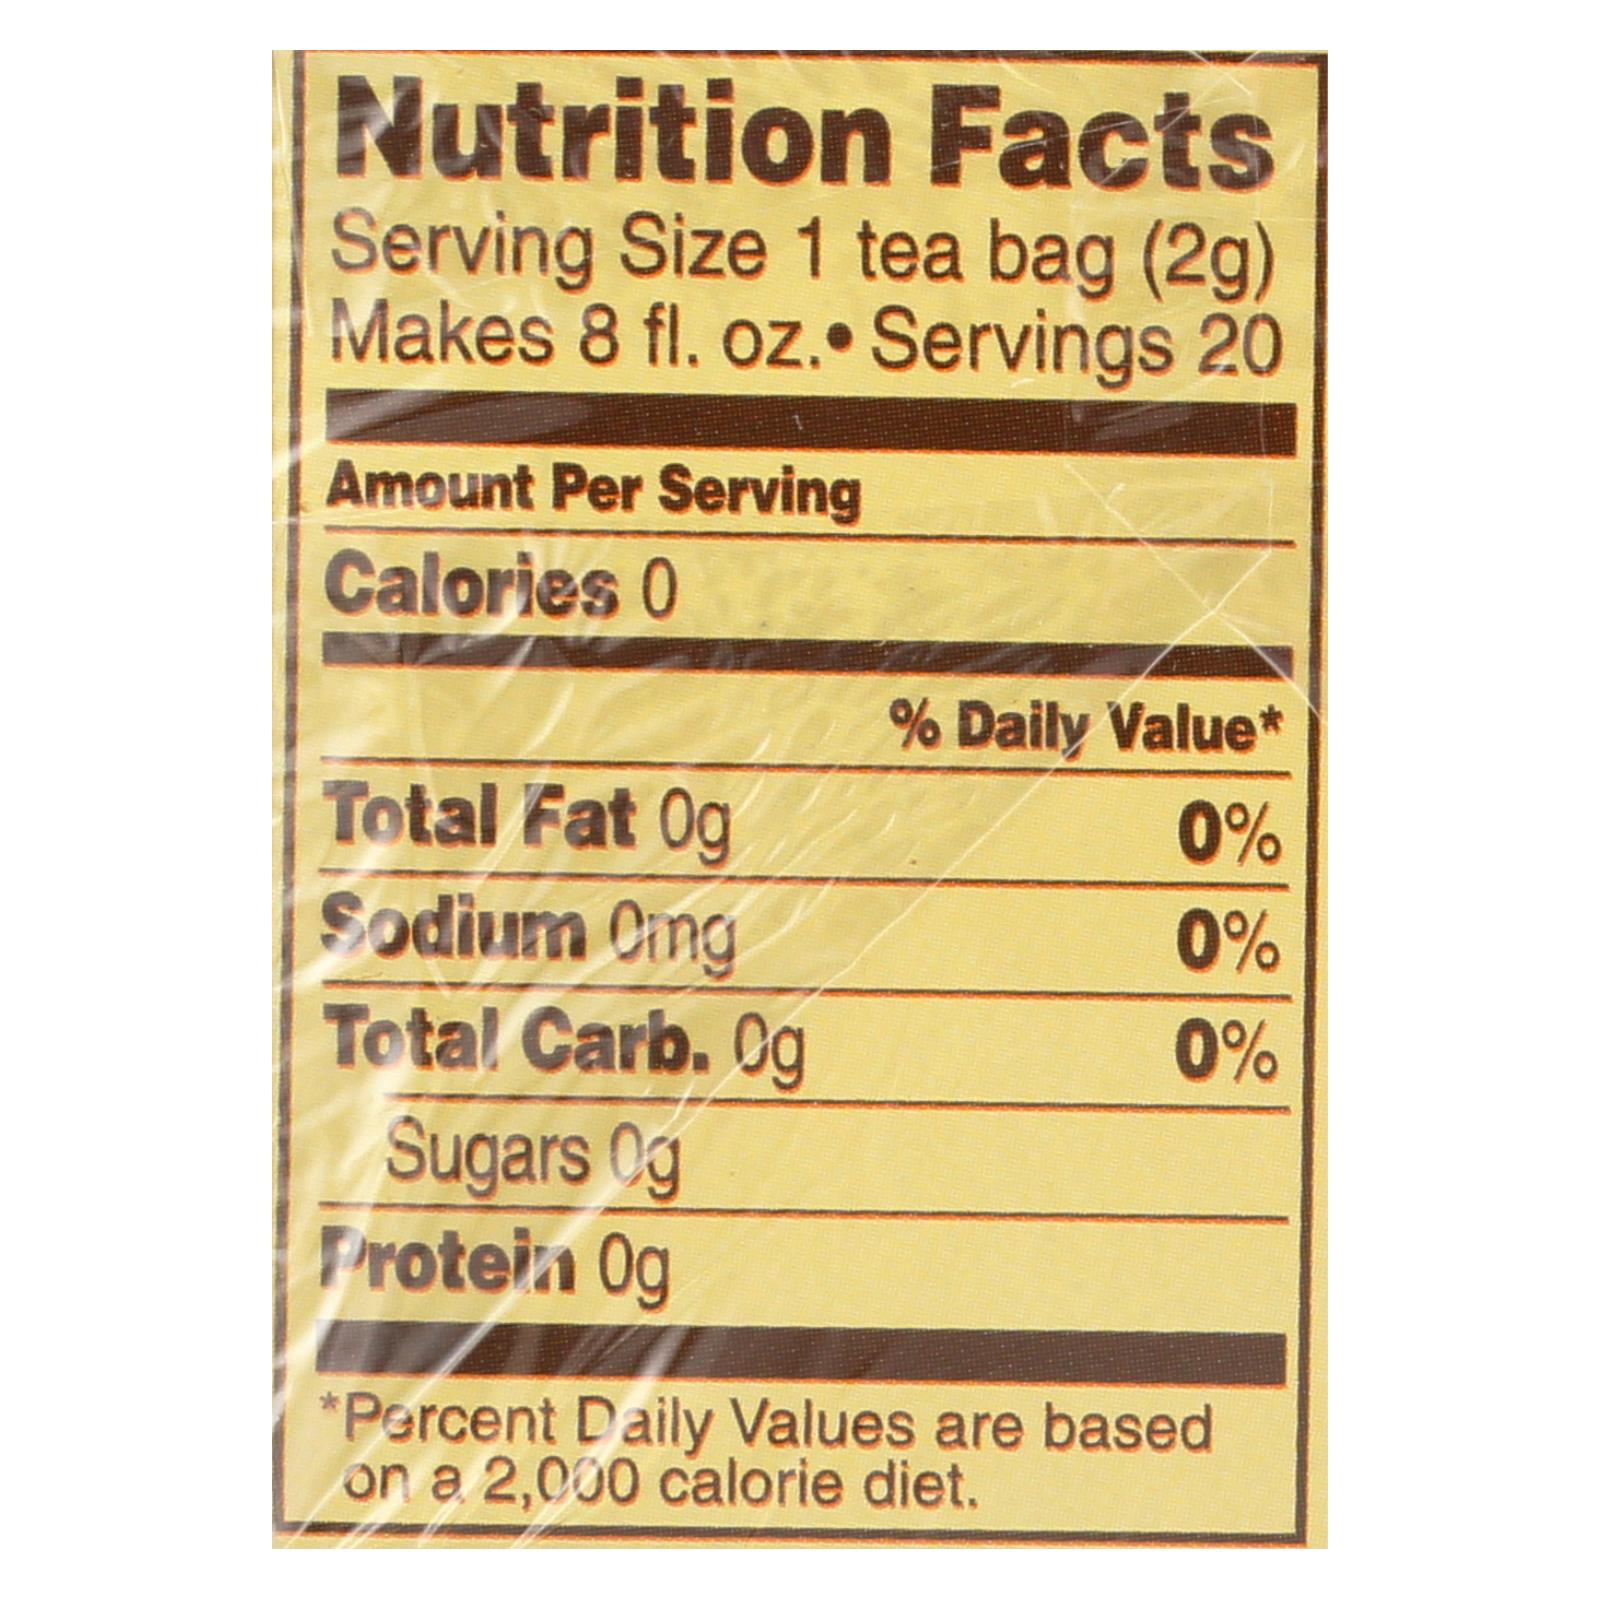 Nutrition Facts
Serving Size 1 tea bag (2g)
Makes 8 fl. oz.• Servings 20
Amount Per Serving
Calories 0
% Daily Value*
Total Fat 0g 0%
Sodium 0mg 0%
Total Carb. 0g 0%
Sugars 0g
Protein 0g
*Percent Daily Values are based
on a 2,000 calorie diet.